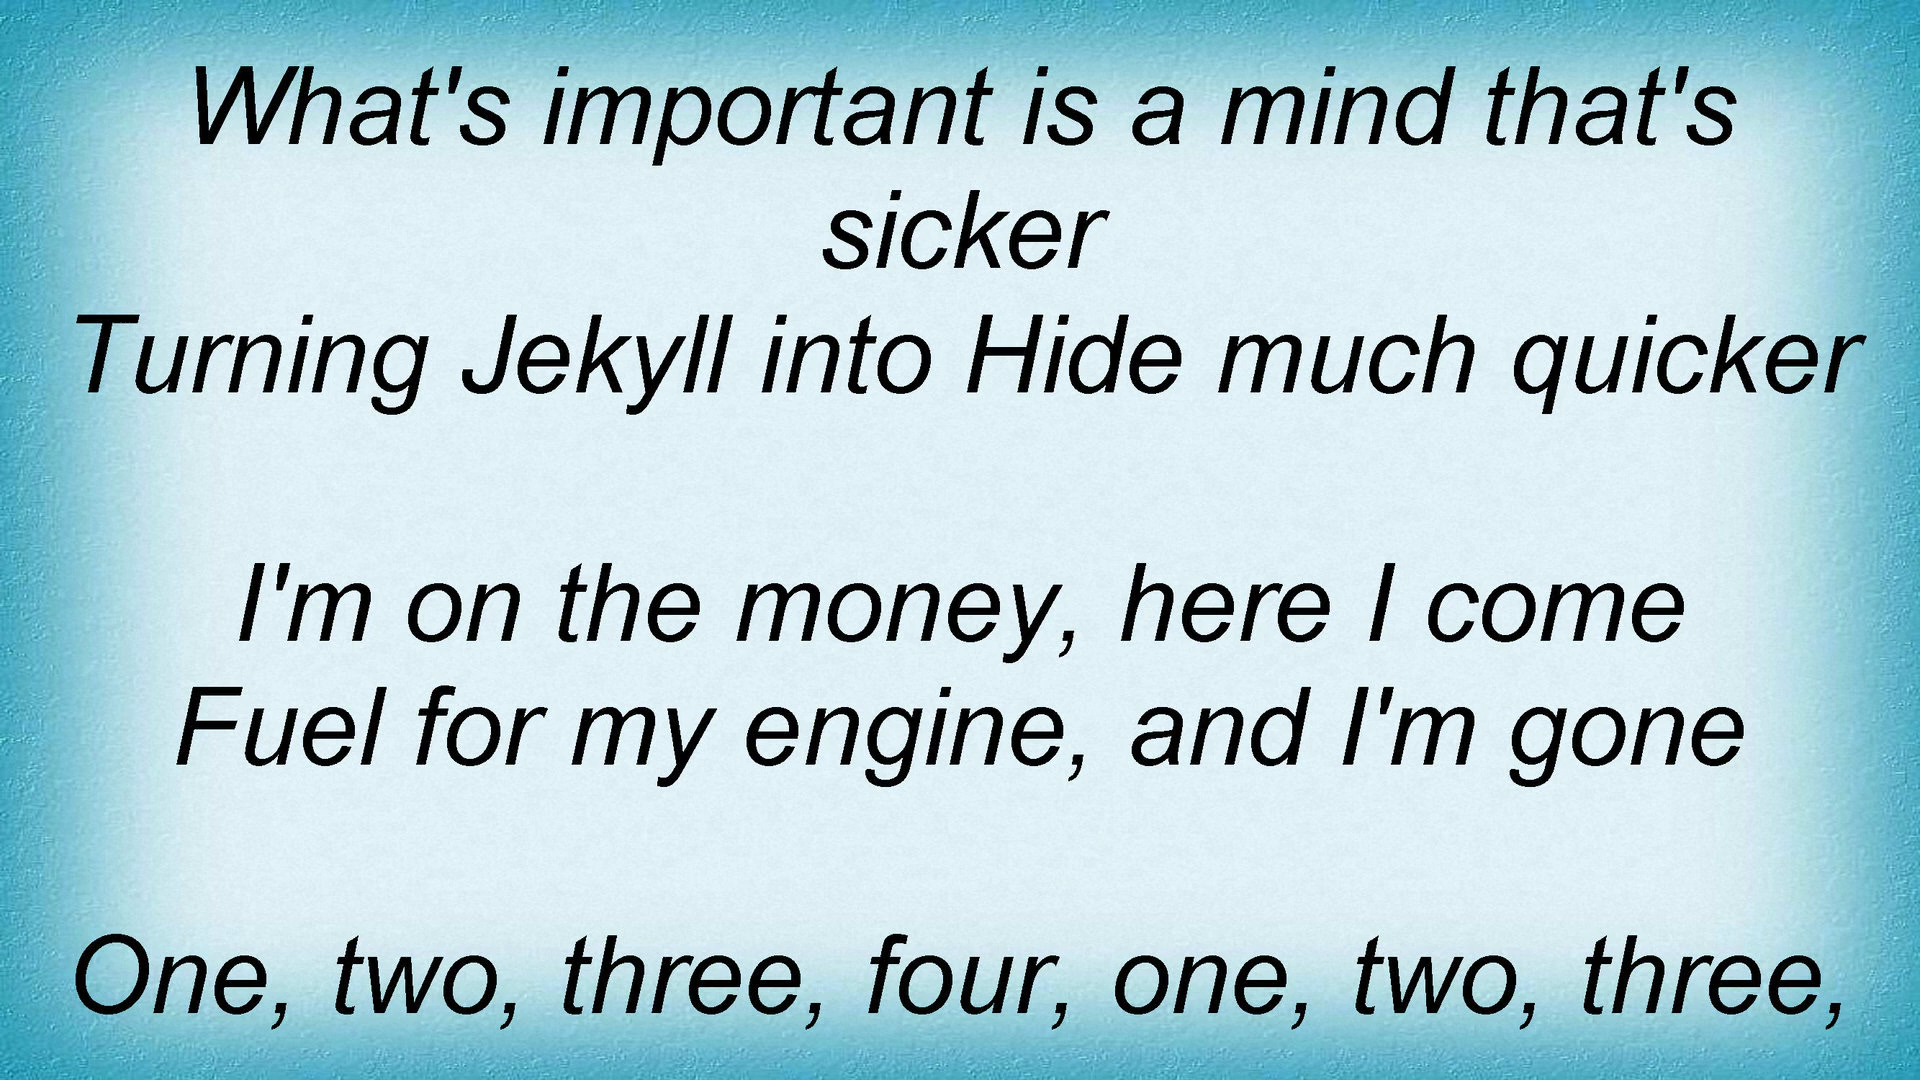 What's important is a mind that's
sicker
Turning Jekyll into Hide much quicker
I'm on the money, here I come
Fuel for my engine, and I'm gone
One, two, three, four, one, two, three,